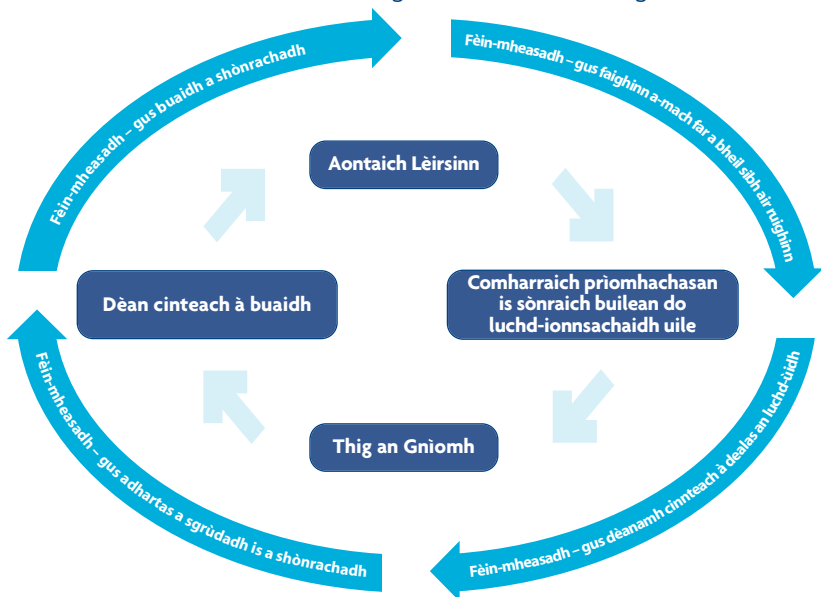 Fèin-mheasadh – gus buaidh a shònrachadh
Fèin-mheasadh – gus faighinn a-mach far a bheil sibh air ruighinn
Aontaich Lèirsinn
Dèan cinteach à buaidh
Comharraich prìomhachasan
is sònraich builean do
luchd-ionnsachaidh uile
Thig an Gnìomh
Fèin-mheasadh – gus adhartas a sgrùdadh is a shònrachadh
Fèin-mheasadh – gus dèanamh cinnteach à dealas an luchd-ùidh